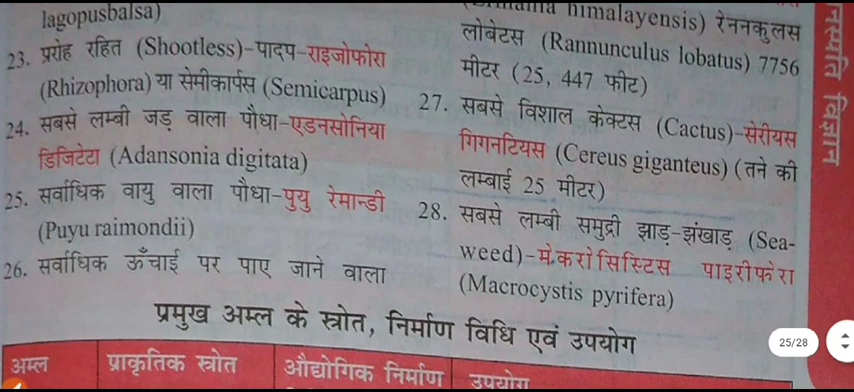 lagopusbalsa)
23. प्ररोह रहित (Shootless)-पादप-राइजोफोरा
(Rhizophora) या सेमीकार्पस (Semicarpus)
24. सबसे लम्बी जड़ वाला पौधा-एडनसोनिया
डिजिटेटा (Adansonia digitata)
25. सर्वाधिक वायु वाला पौधा-पुयु रेमान्डी
(Puyu raimondii)
26. सर्वाधिक ऊँचाई पर पाए जाने वाला
himalayensis) रेननकुलस
लोबेटस (Rannunculus lobatus) 7756
मीटर (25, 447 फीट)
27. सबसे विशाल केक्टस (Cactus)-सेरीयस
गिगनटियस (Cereus giganteus) (तने की
लम्बाई 25 मीटर)
28. सबसे लम्बी समुद्री झाड़-झंखाड़ (Sea-
weed)-मेकरोसिस्टिस पाइरीफेरा
(Macrocystis pyrifera)
विज्ञान
प्रमुख अम्ल के स्त्रोत, निर्माण विधि एवं उपयोग
25/28
अम्ल प्राकृतिक स्त्रोत औद्योगिक निर्माण उपयोग